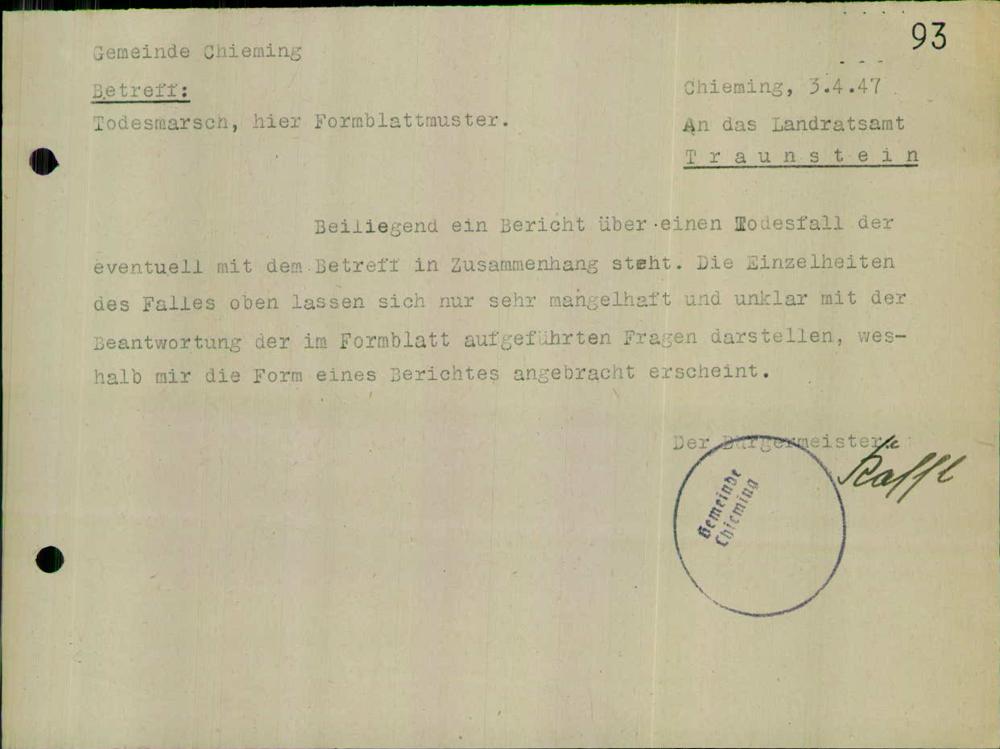 93
Gemeinde Chieming
Betreff:
Todesmarsch, hier Formblattmuster.
Chieming, 3.4.47
An das Landratsamt
T r a u n s t e i n
Beiliegend ein Bericht über einen Todesfall der
eventuell mit dem Betreff in Zusammenhang steht. Die Einzelheiten
des Falles oben lassen sich nur sehr mangelhaft und unklar mit der
Beantwortung der im Formblatt aufgeführten Fragen darstellen, wes-
halb mir die Form eines Berichtes angebracht erscheint.
Der Bürgermeister:
Gemeinde
Chieming